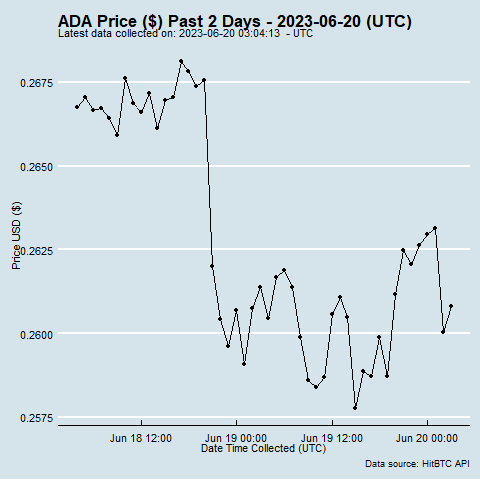 ADA Price ($) Past 2 Days - 2023-06-20 (UTC)
Latest data collected on: 2023-06-20 03:04:13 - UTC
0.2675
0.2650
0.2625
0.2600
0.2575
Price USD ($)
Jun 18 12:00 Jun 19 00:00 Jun 19 12:00 Jun 20 00:00
Date Time Collected (UTC)
Data source: HitBTC API